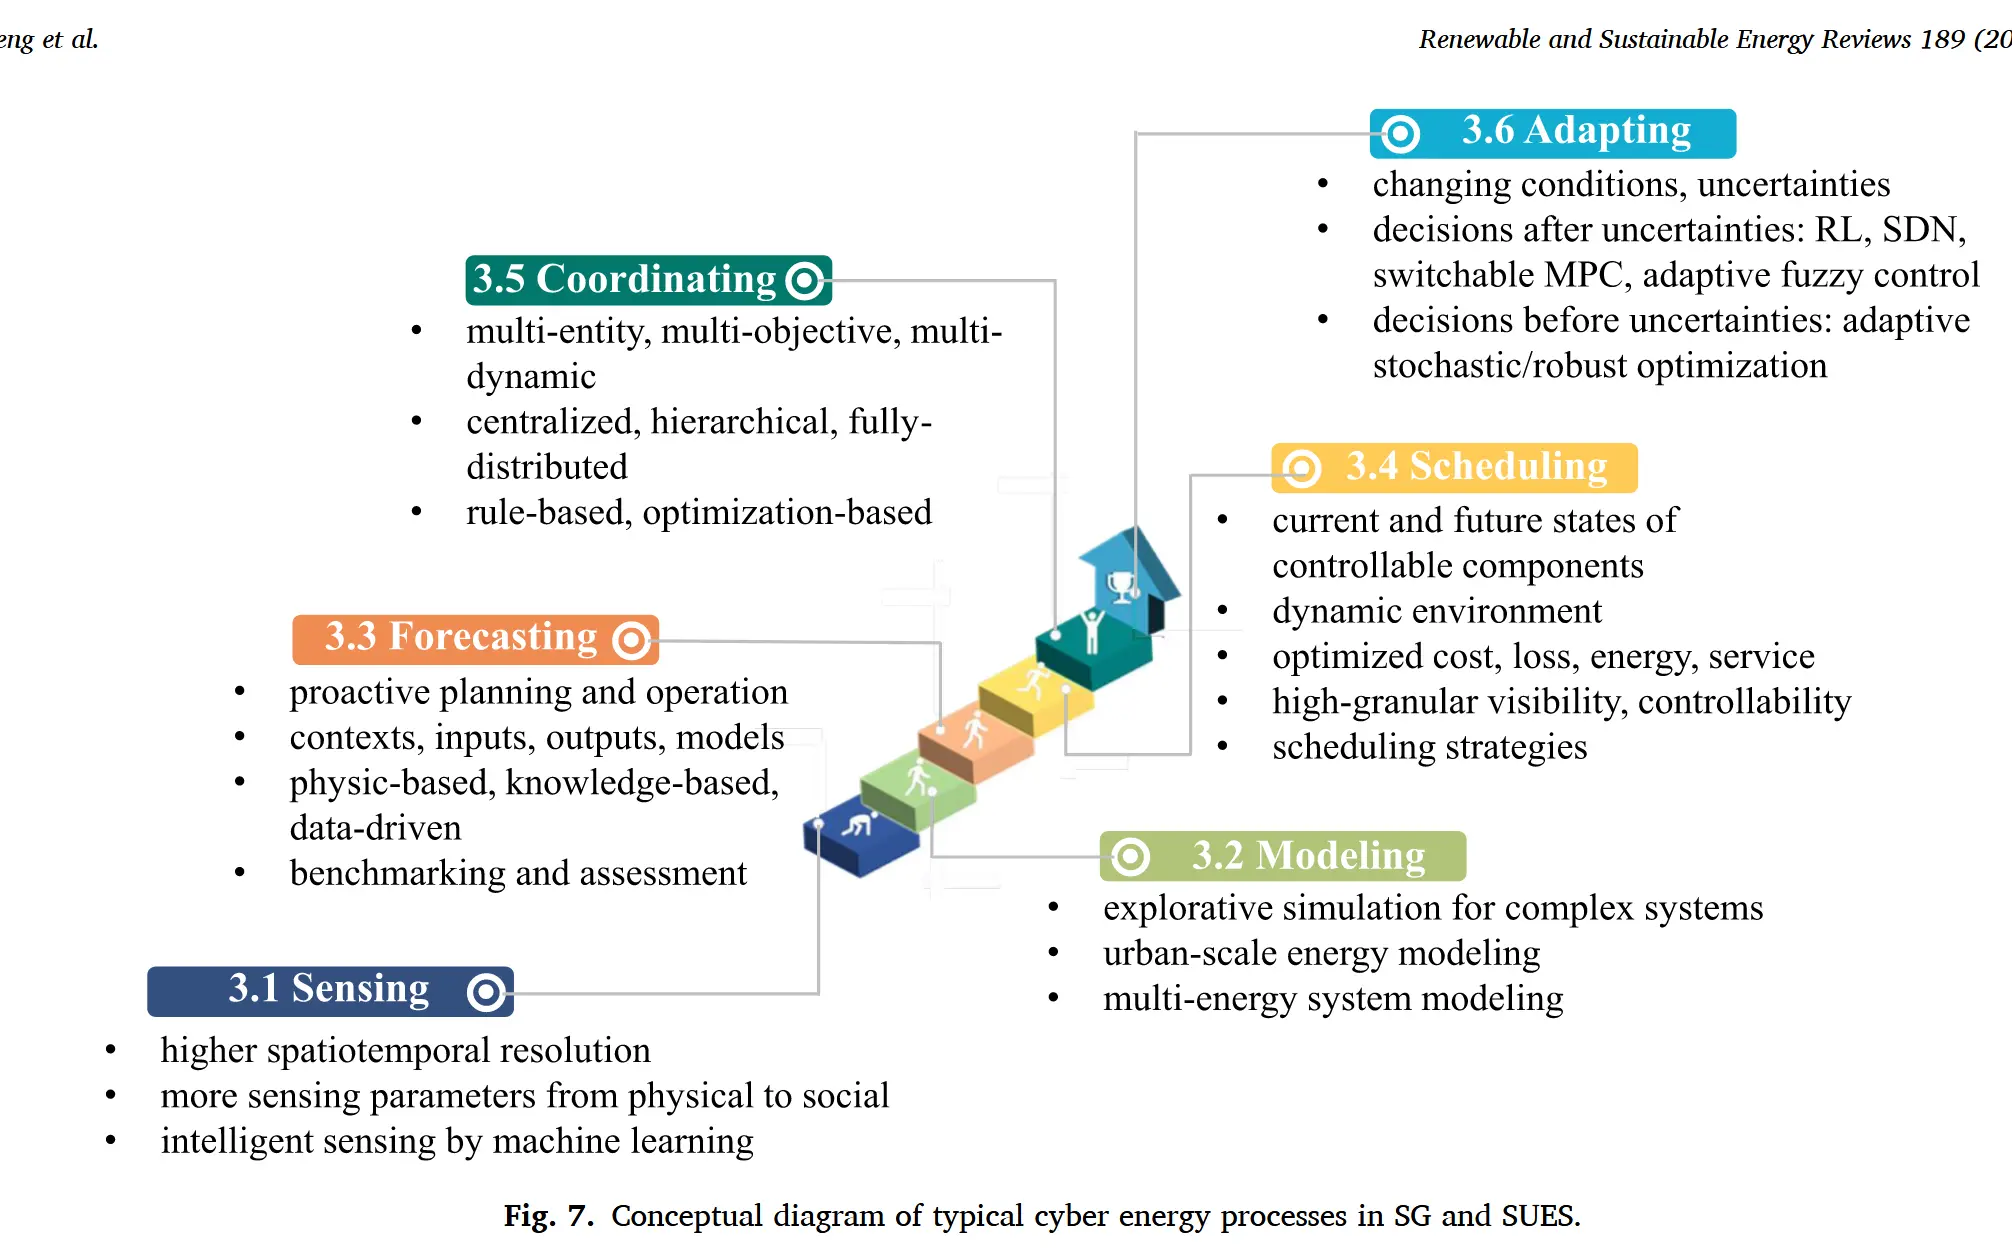 eng et al.
Renewable and Sustainable Energy Reviews 189 (20
3.6 Adapting
• changing conditions, uncertainties
• decisions after uncertainties: RL, SDN,
switchable MPC, adaptive fuzzy control
• decisions before uncertainties: adaptive
stochastic/robust optimization
3.5 Coordinating
• multi-entity, multi-objective, multi-
dynamic
• centralized, hierarchical, fully-
distributed
• rule-based, optimization-based
3.4 Scheduling
• current and future states of
controllable components
• dynamic environment
• optimized cost, loss, energy, service
• high-granular visibility, controllability
• scheduling strategies
3.3 Forecasting
• proactive planning and operation
• contexts, inputs, outputs, models
• physic-based, knowledge-based,
data-driven
• benchmarking and assessment
3.2 Modeling
• explorative simulation for complex systems
• urban-scale energy modeling
• multi-energy system modeling
3.1 Sensing
• higher spatiotemporal resolution
• more sensing parameters from physical to social
• intelligent sensing by machine learning
Fig. 7. Conceptual diagram of typical cyber energy processes in SG and SUES.